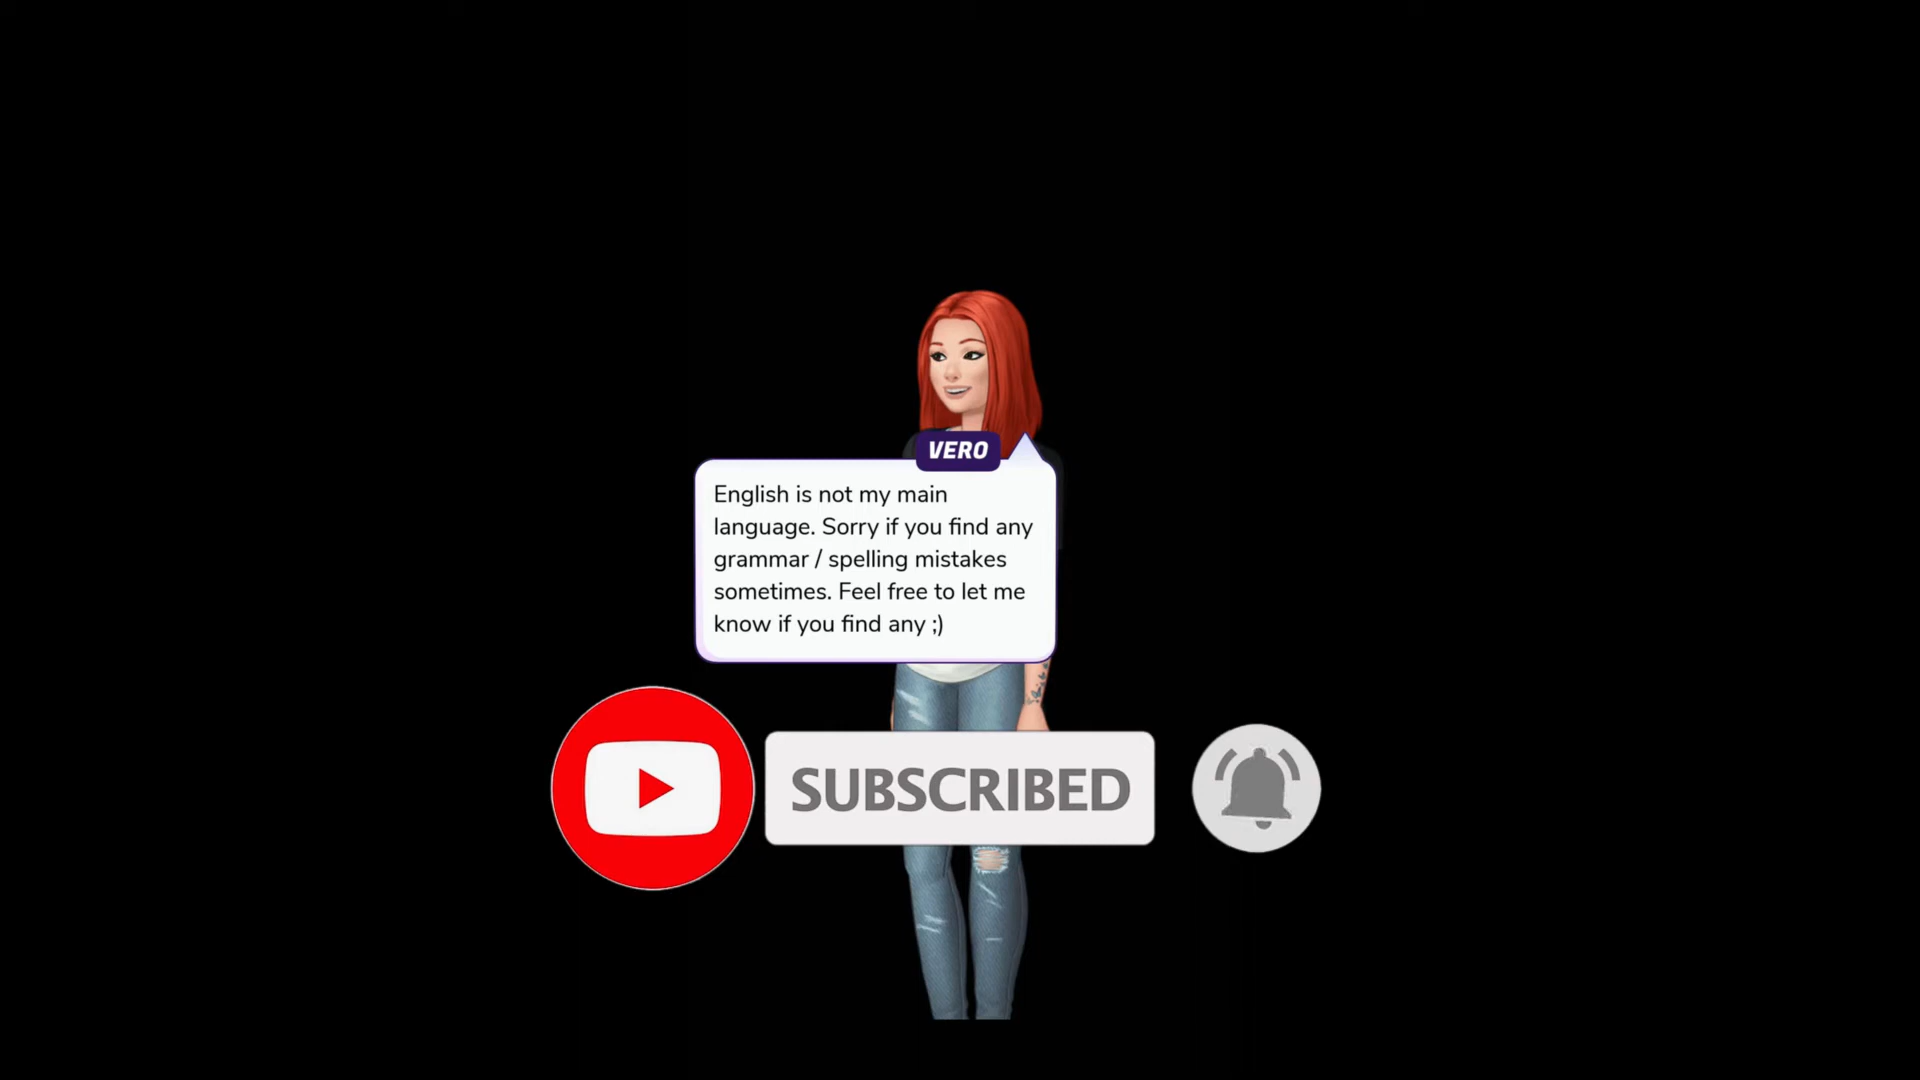 VERO
English is not my main
language. Sorry if you find any
grammar / spelling mistakes
sometimes. Feel free to let me
know if you find any ;)
SUBSCRIBED